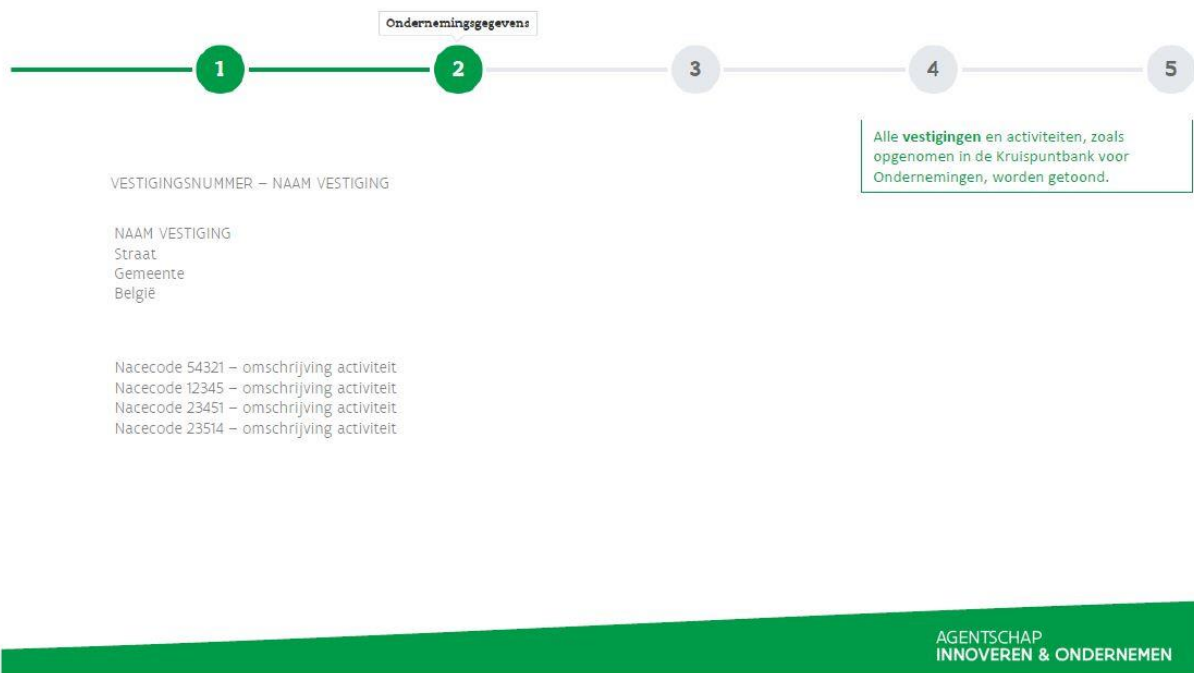 Ondernemingsgegevens
1 2 3 4 5
Alle vestigingen en activiteiten, zoals
opgenomen in de Kruispuntbank voor
Ondernemingen, worden getoond.
VESTIGINGSNUMMER – NAAM VESTIGING
NAAM VESTIGING
Straat
Gemeente
België
Nacecode 54321 – omschrijving activiteit
Nacecode 12345 – omschrijving activiteit
Nacecode 23451 – omschrijving activiteit
Nacecode 23514 – omschrijving activiteit
AGENTSCHAP
INNOVEREN & ONDERNEMEN